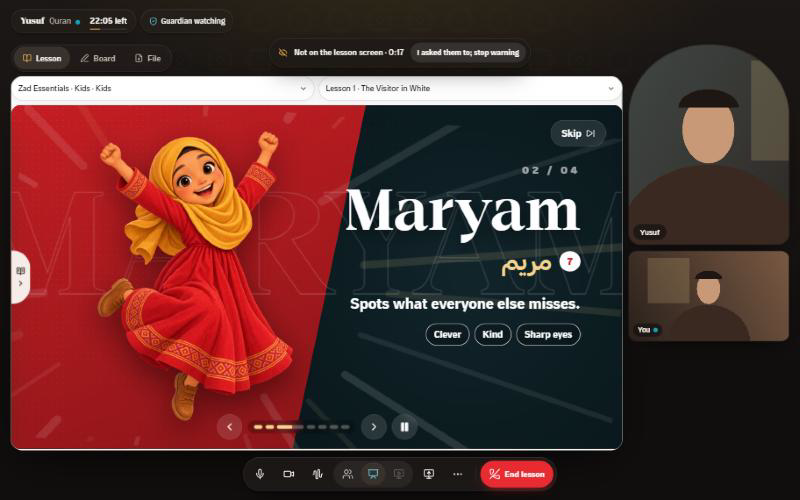 Yusuf Quran 22:05 left
Guardian watching
Lesson Board File
Not on the lesson screen · 0:17 I asked them to; stop warning
Zad Essentials · Kids · Kids
Lesson 1 · The Visitor in White
Skip
02 / 04
MARYAM
Maryam
مريم 7
Spots what everyone else misses.
Clever Kind Sharp eyes
Yusuf
You
End lesson